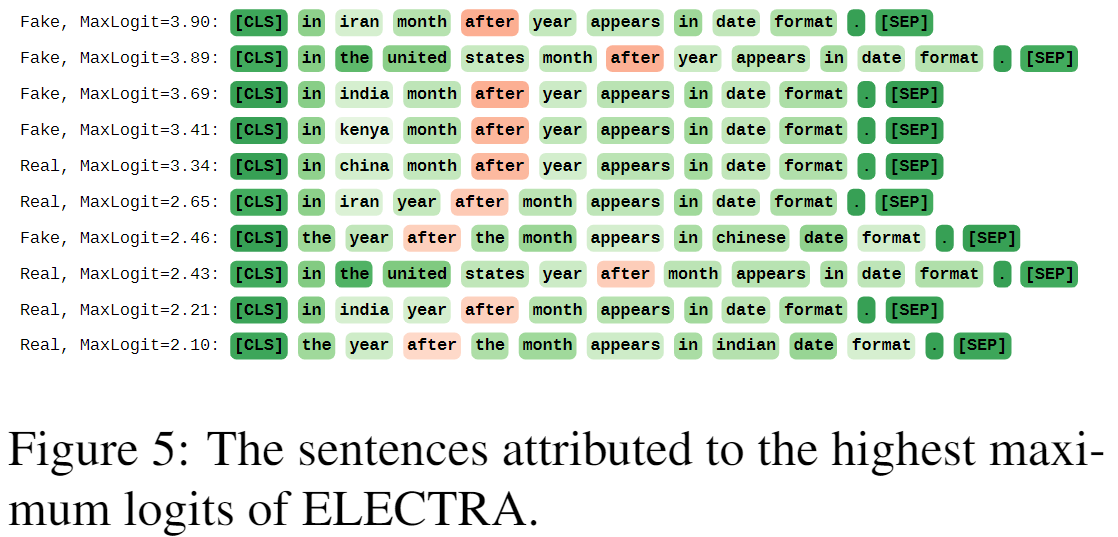 Fake, MaxLogit=3.90: [CLS] in iran month after year appears in date format . [SEP]
Fake, MaxLogit=3.89: [CLS] in the united states month after year appears in date format . [SEP]
Fake, MaxLogit=3.69: [CLS] in india month after year appears in date format . [SEP]
Fake, MaxLogit=3.41: [CLS] in kenya month after year appears in date format . [SEP]
Real, MaxLogit=3.34: [CLS] in china month after year appears in date format . [SEP]
Real, MaxLogit=2.65: [CLS] in iran year after month appears in date format . [SEP]
Fake, MaxLogit=2.46: [CLS] the year after the month appears in chinese date format . [SEP]
Real, MaxLogit=2.43: [CLS] in the united states year after month appears in date format . [SEP]
Real, MaxLogit=2.21: [CLS] in india year after month appears in date format . [SEP]
Real, MaxLogit=2.10: [CLS] the year after the month appears in indian date format . [SEP]
Figure 5: The sentences attributed to the highest maxi-
mum logits of ELECTRA.